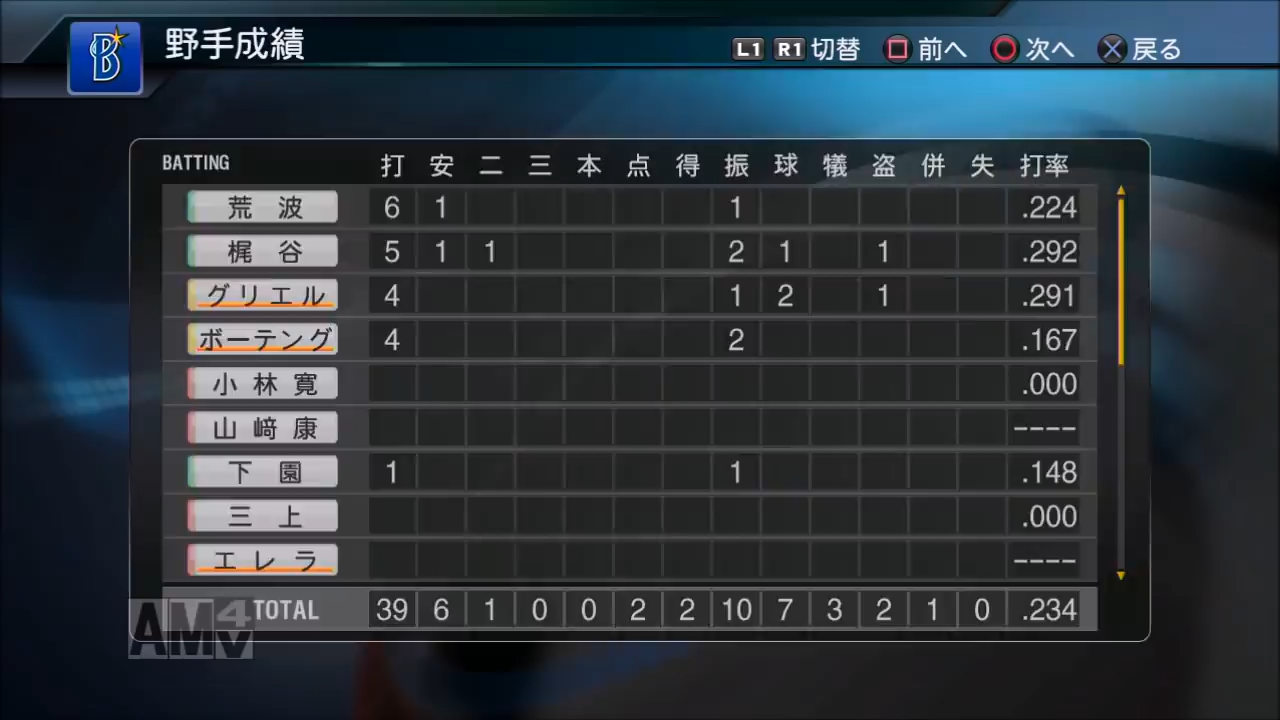 B
野手成績 L1 R1 切替 前へ 次へ 戻る
BATTING 打 安 二 三 本 点 得 振 球 犠 盗 併 失 打率
荒波 6 1 1 .224
梶谷 5 1 1 2 1 1 .292
グリエル 4 1 2 1 .291
ボーテング 4 2 .167
小林寛 .000
山﨑康 ----
下園 1 1 .148
三上 .000
エレラ ----
TOTAL 39 6 1 0 0 2 2 10 7 3 2 1 0 .234
AM4V